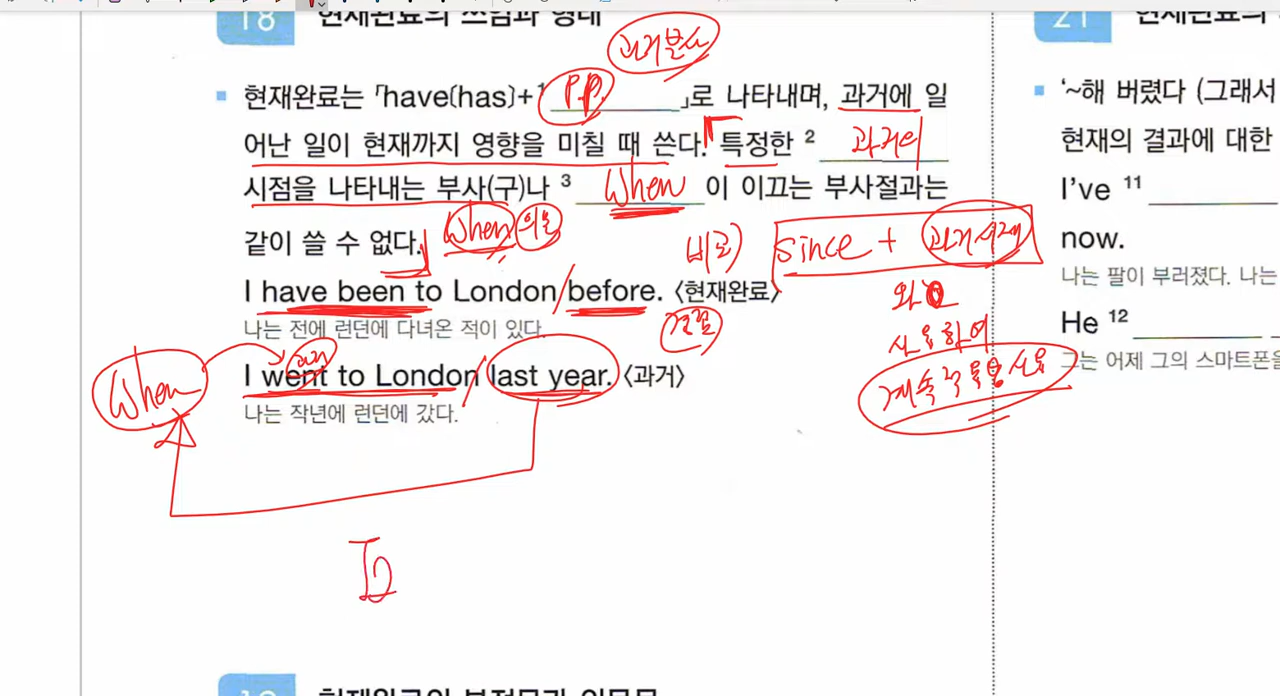 18 현재완료의 쓰임과 형태
과거분사
현재완료는 「have(has)+¹ P.P. 」로 나타내며, 과거에 일
어난 일이 현재까지 영향을 미칠 때 쓴다. 특정한 ² 과거의
시점을 나타내는 부사(구)나 ³ When 이 이끄는 부사절과는
같이 쓸 수 없다.
When 의문
비교) since + 과거시제
I have been to London / before. <현재완료>
나는 전에 런던에 다녀온 적이 있다.
경험
사용하여
When
과거
I went to London / last year. <과거>
나는 작년에 런던에 갔다.
21 현재완료의
'~해 버렸다 (그래서
현재의 결과에 대한
I've ¹¹
now.
나는 팔이 부러졌다. 나는
He ¹²
그는 어제 그의 스마트폰을
19 현재완료의 부정문과 의문문